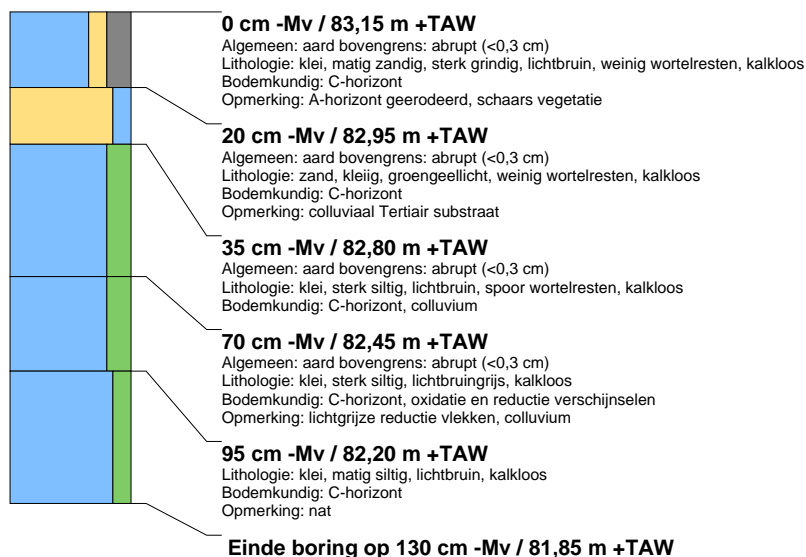 0 cm -Mv / 83,15 m +TAW
Algemeen: aard bovengrens: abrupt (<0,3 cm)
Lithologie: klei, matig zandig, sterk grindig, lichtbruin, weinig wortelresten, kalkloos
Bodemkundig: C-horizont
Opmerking: A-horizont geerodeerd, schaars vegetatie
20 cm -Mv / 82,95 m +TAW
Algemeen: aard bovengrens: abrupt (<0,3 cm)
Lithologie: zand, kleiig, groengeellicht, weinig wortelresten, kalkloos
Bodemkundig: C-horizont
Opmerking: colluviaal Tertiair substraat
35 cm -Mv / 82,80 m +TAW
Algemeen: aard bovengrens: abrupt (<0,3 cm)
Lithologie: klei, sterk siltig, lichtbruin, spoor wortelresten, kalkloos
Bodemkundig: C-horizont, colluvium
70 cm -Mv / 82,45 m +TAW
Algemeen: aard bovengrens: abrupt (<0,3 cm)
Lithologie: klei, sterk siltig, lichtbruingrijs, kalkloos
Bodemkundig: C-horizont, oxidatie en reductie verschijnselen
Opmerking: lichtgrijze reductie vlekken, colluvium
95 cm -Mv / 82,20 m +TAW
Lithologie: klei, matig siltig, lichtbruin, kalkloos
Bodemkundig: C-horizont
Opmerking: nat
Einde boring op 130 cm -Mv / 81,85 m +TAW